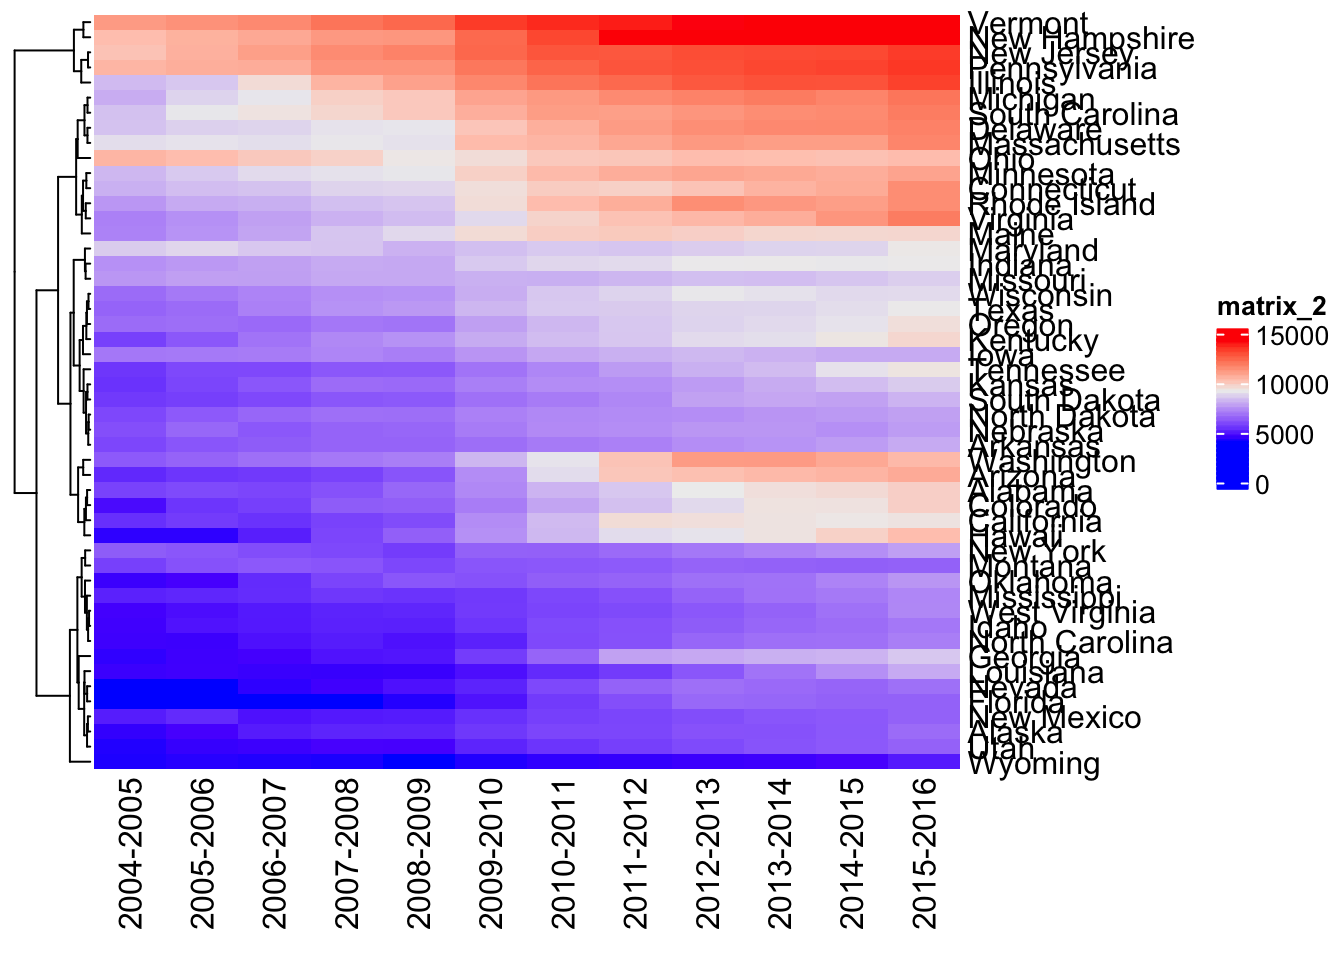 Vermont
New Hampshire
New Jersey
Pennsylvania
Illinois
Michigan
South Carolina
Delaware
Massachusetts
Ohio
Minnesota
Connecticut
Rhode Island
Virginia
Maine
Maryland
Indiana
Missouri
Wisconsin
Texas
Oregon
Kentucky
Iowa
Tennessee
Kansas
South Dakota
North Dakota
Nebraska
Arkansas
Washington
Arizona
Alabama
Colorado
California
Hawaii
New York
Montana
Oklahoma
Mississippi
West Virginia
Idaho
North Carolina
Georgia
Louisiana
Nevada
Florida
New Mexico
Alaska
Utah
Wyoming
matrix_2
15000
10000
5000
0
2004-2005
2005-2006
2006-2007
2007-2008
2008-2009
2009-2010
2010-2011
2011-2012
2012-2013
2013-2014
2014-2015
2015-2016